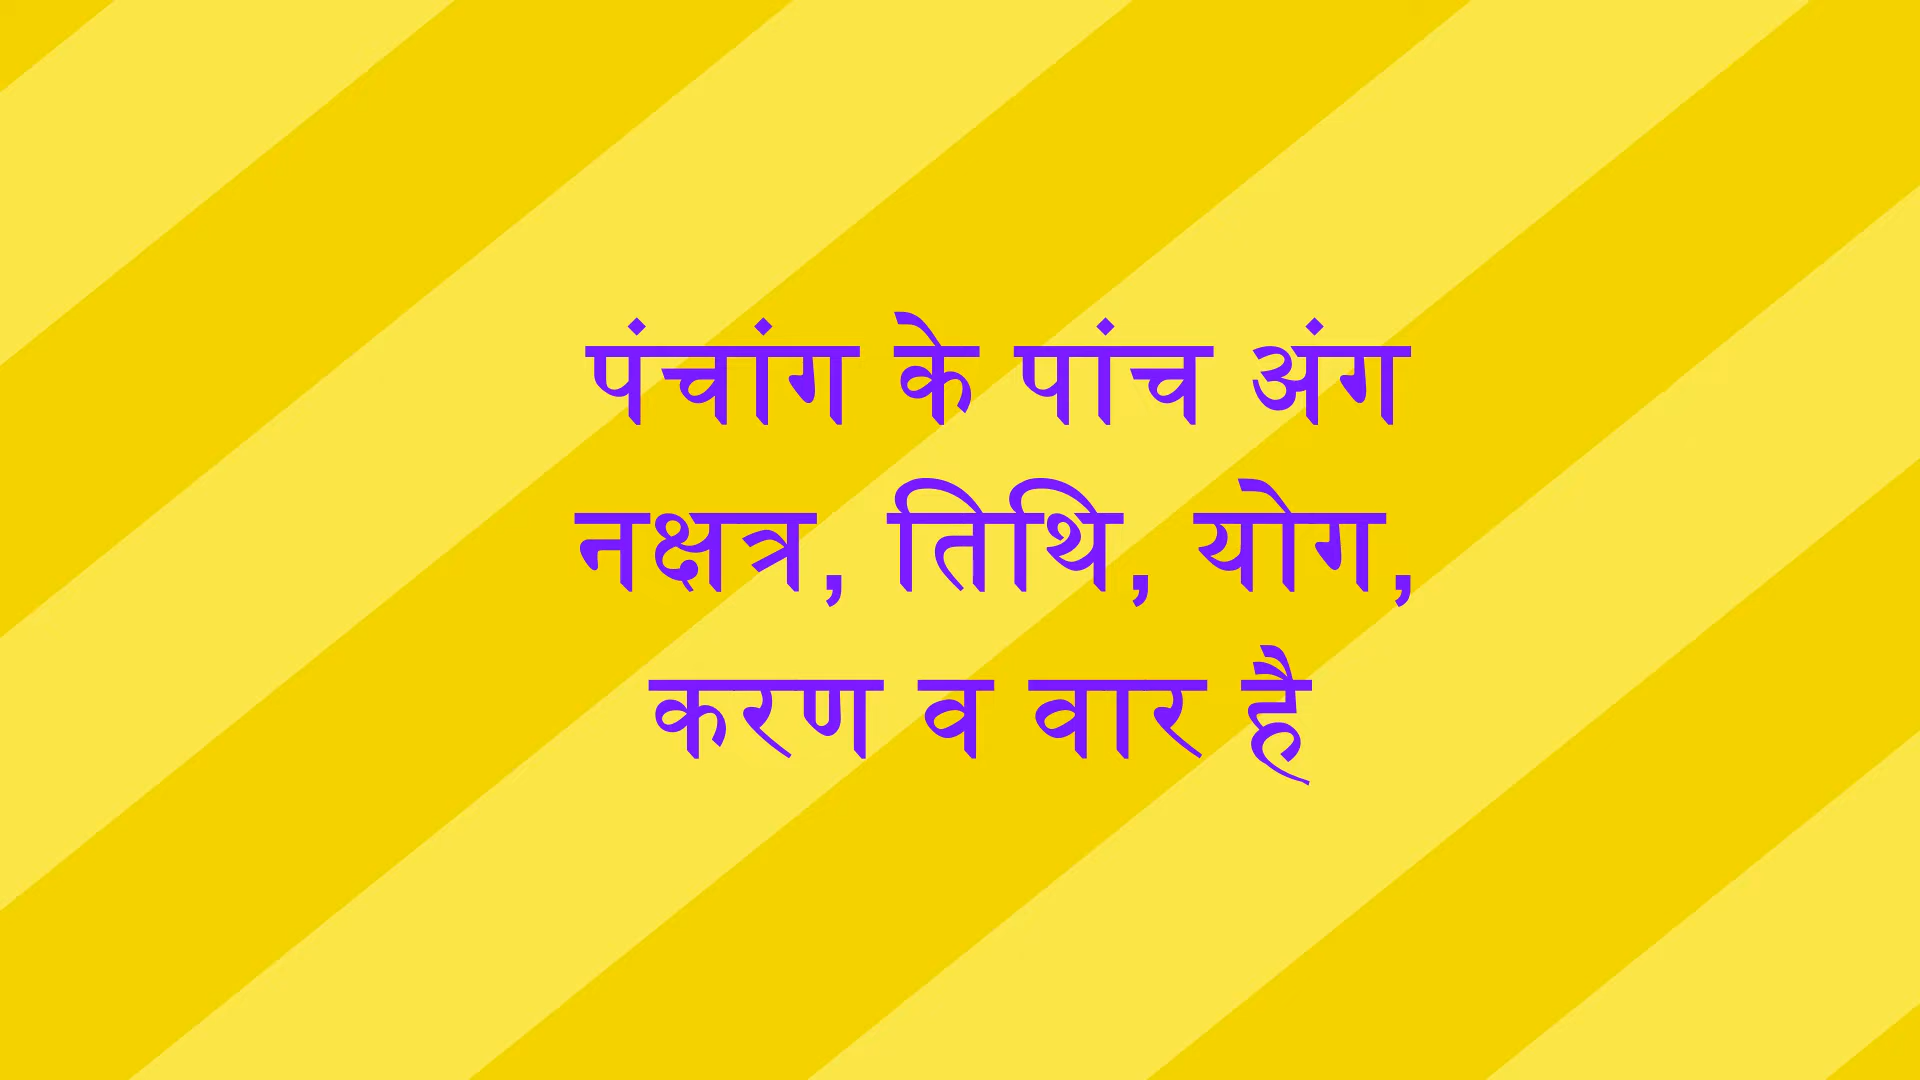 पंचांग के पांच अंग
नक्षत्र, तिथि, योग,
करण व वार है